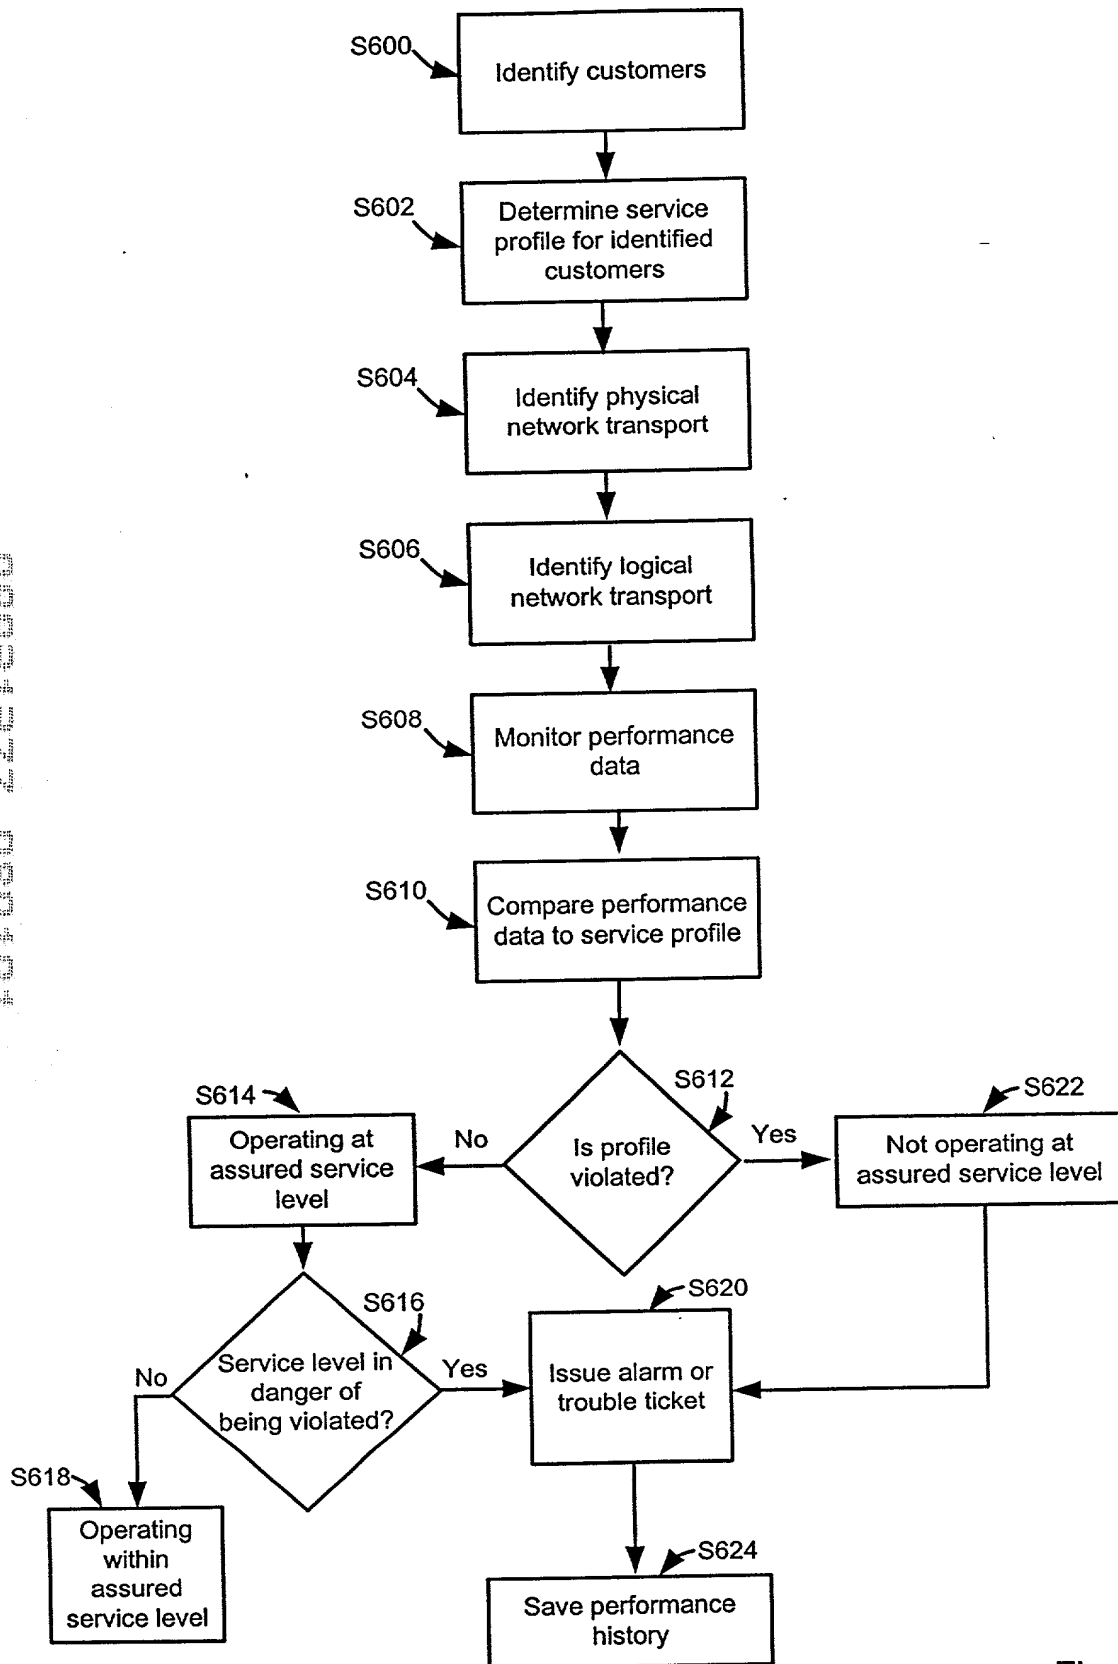 S600
Identify customers
S602
Determine service
profile for identified
customers
S604
Identify physical
network transport
S606
Identify logical
network transport
S608
Monitor performance
data
S610
Compare performance
data to service profile
S612
Is profile
violated?
No
Yes
S614
Operating at
assured service
level
S622
Not operating at
assured service level
S616
Service level in
danger of
being violated?
No
Yes
S620
Issue alarm or
trouble ticket
S618
Operating
within
assured
service level
S624
Save performance
history